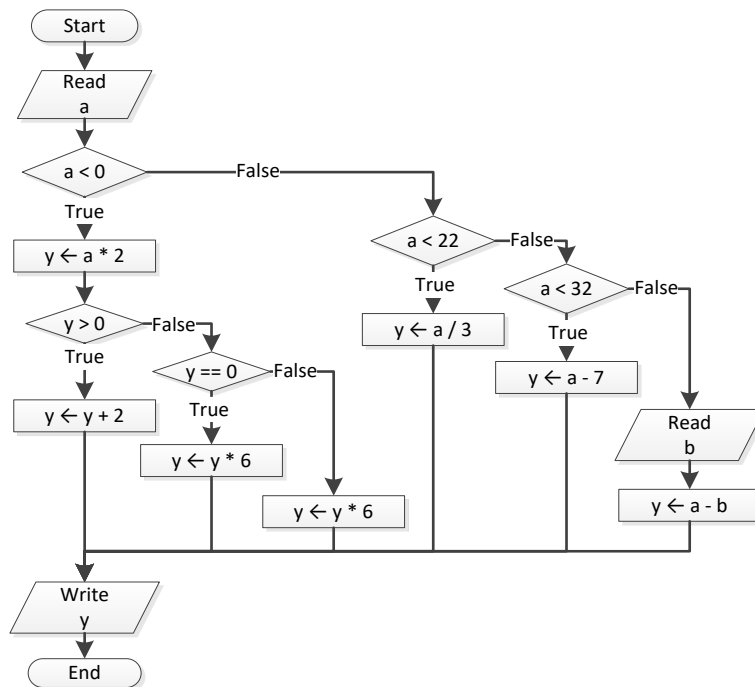 Start
Read
a
a < 0
False
True
y ← a * 2
y > 0
False
True
y == 0
False
True
y ← y + 2
y ← y * 6
y ← y * 6
a < 22
False
True
y ← a / 3
a < 32
False
True
y ← a - 7
Read
b
y ← a - b
Write
y
End